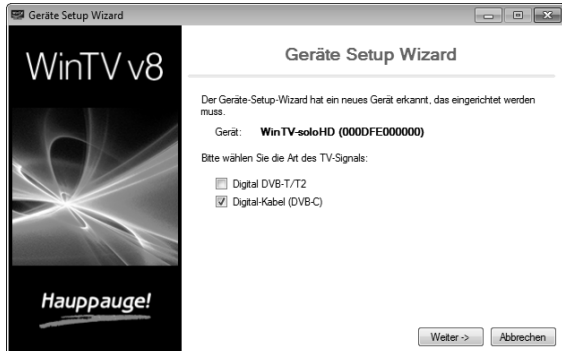 Geräte Setup Wizard
WinTV v8
Geräte Setup Wizard
Der Geräte-Setup-Wizard hat ein neues Gerät erkannt, das eingerichtet werden
muss.
Gerät: WinTV-soloHD (000DFE000000)
Bitte wählen Sie die Art des TV-Signals:
Digital DVB-T/T2
Digital-Kabel (DVB-C)
Hauppauge!
Weiter -> Abbrechen